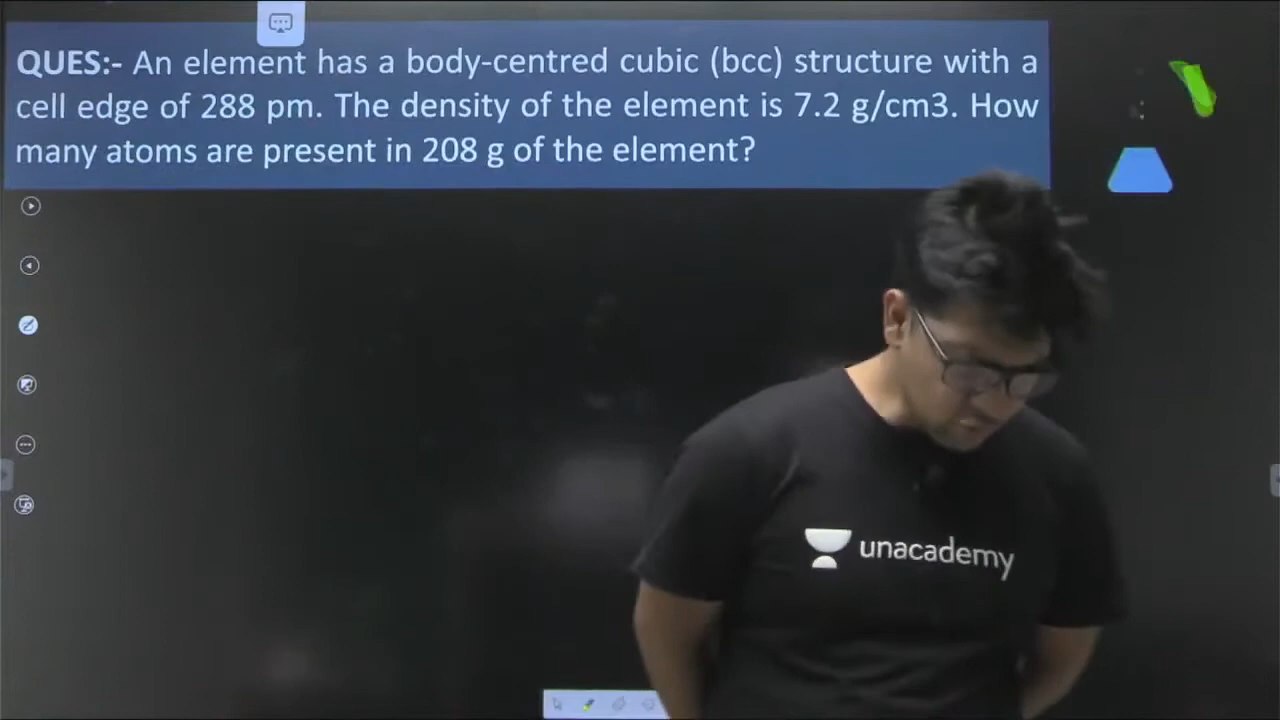 QUES:- An element has a body-centred cubic (bcc) structure with a
cell edge of 288 pm. The density of the element is 7.2 g/cm3. How
many atoms are present in 208 g of the element?
unacademy